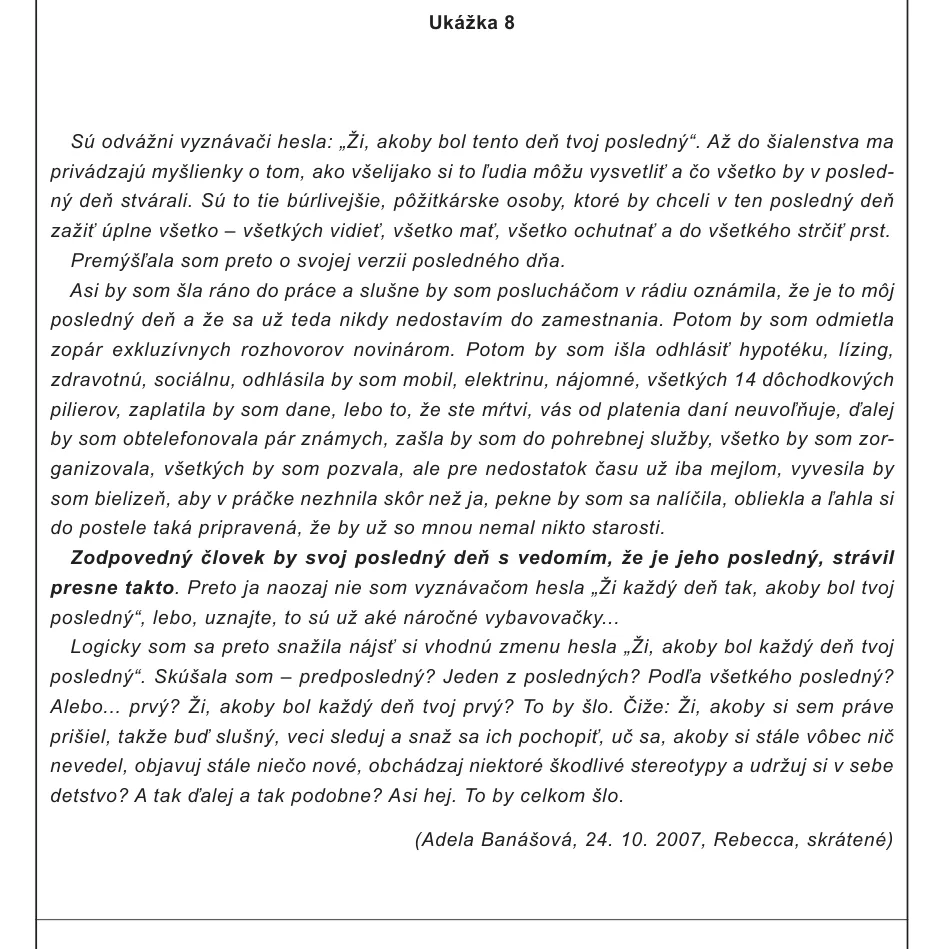 Ukážka 8
Sú odvážni vyznávači hesla: „Ži, akoby bol tento deň tvoj posledný“. Až do šialenstva ma
privádzajú myšlienky o tom, ako všelijako si to ľudia môžu vysvetliť a čo všetko by v posled-
ný deň stvárali. Sú to tie búrlivejšie, pôžitkárske osoby, ktoré by chceli v ten posledný deň
zažiť úplne všetko – všetkých vidieť, všetko mať, všetko ochutnať a do všetkého strčiť prst.
Premýšľala som preto o svojej verzii posledného dňa.
Asi by som šla ráno do práce a slušne by som poslucháčom v rádiu oznámila, že je to môj
posledný deň a že sa už teda nikdy nedostavím do zamestnania. Potom by som odmietla
zopár exkluzívnych rozhovorov novinárom. Potom by som išla odhlásiť hypotéku, lízing,
zdravotnú, sociálnu, odhlásila by som mobil, elektrinu, nájomné, všetkých 14 dôchodkových
pilierov, zaplatila by som dane, lebo to, že ste mŕtvi, vás od platenia daní neuvoľňuje, ďalej
by som obtelefonovala pár známych, zašla by som do pohrebnej služby, všetko by som zor-
ganizovala, všetkých by som pozvala, ale pre nedostatok času už iba mejlom, vyvesila by
som bielizeň, aby v práčke nezhnila skôr než ja, pekne by som sa nalíčila, obliekla a ľahla si
do postele taká pripravená, že by už so mnou nemal nikto starosti.
Zodpovedný človek by svoj posledný deň s vedomím, že je jeho posledný, strávil
presne takto. Preto ja naozaj nie som vyznávačom hesla „Ži každý deň tak, akoby bol tvoj
posledný“, lebo, uznajte, to sú už aké náročné vybavovačky...
Logicky som sa preto snažila nájsť si vhodnú zmenu hesla „Ži, akoby bol každý deň tvoj
posledný“. Skúšala som – predposledný? Jeden z posledných? Podľa všetkého posledný?
Alebo... prvý? Ži, akoby bol každý deň tvoj prvý? To by šlo. Čiže: Ži, akoby si sem práve
prišiel, takže buď slušný, veci sleduj a snaž sa ich pochopiť, uč sa, akoby si stále vôbec nič
nevedel, objavuj stále niečo nové, obchádzaj niektoré škodlivé stereotypy a udržuj si v sebe
detstvo? A tak ďalej a tak podobne? Asi hej. To by celkom šlo.
(Adela Banášová, 24. 10. 2007, Rebecca, skrátené)